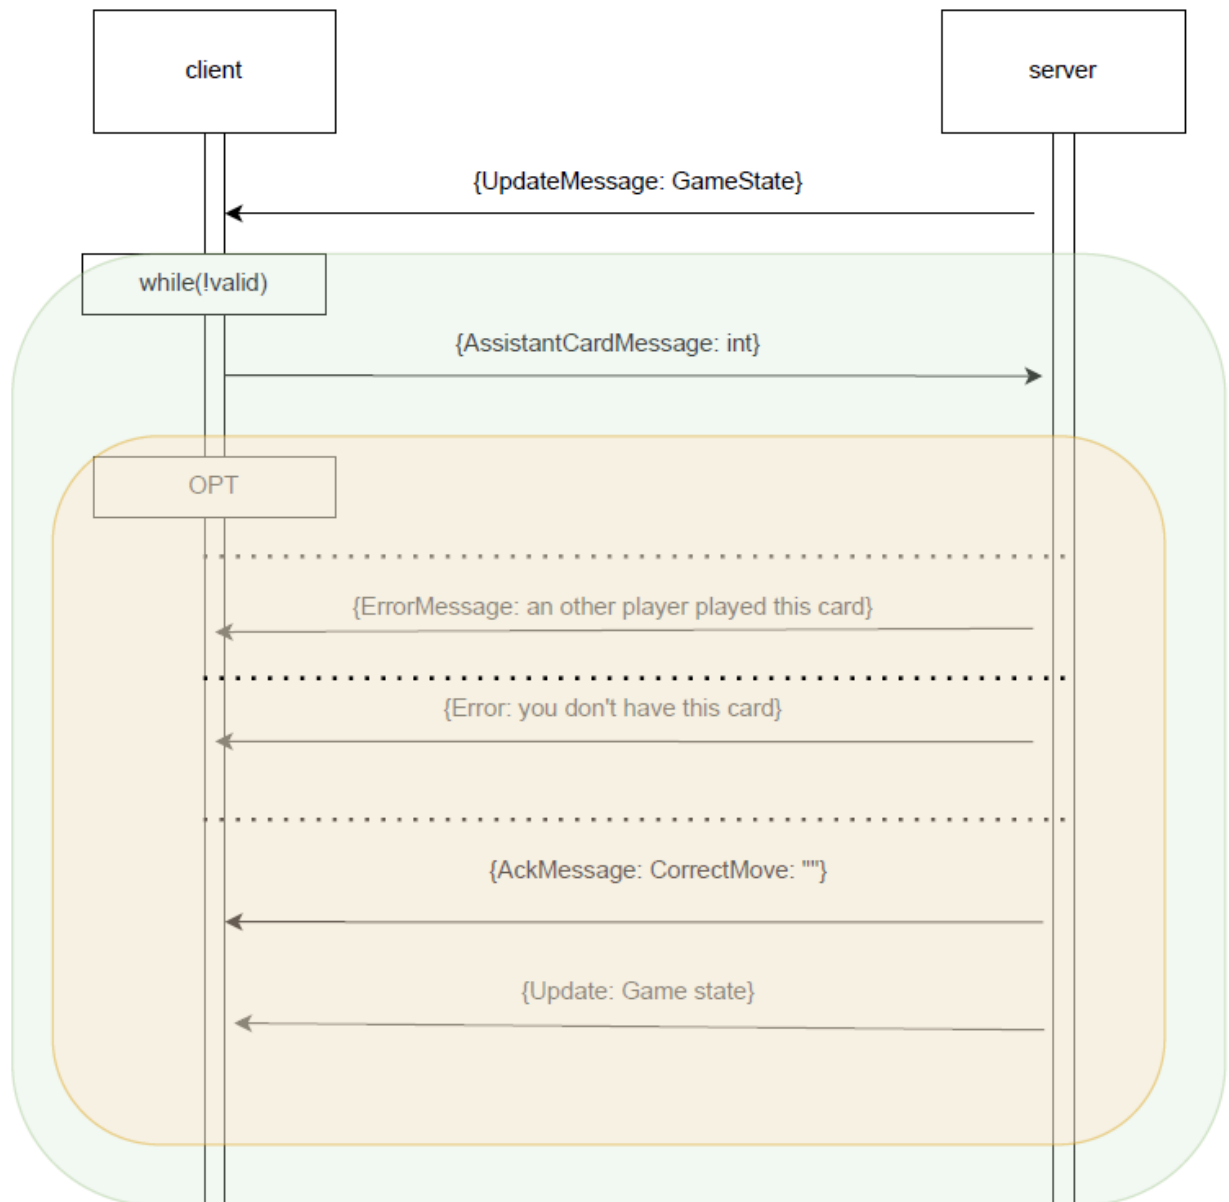 client
server
{UpdateMessage: GameState}
while(!valid)
{AssistantCardMessage: int}
OPT
{ErrorMessage: an other player played this card}
{Error: you don't have this card}
{AckMessage: CorrectMove: ""}
{Update: Game state}